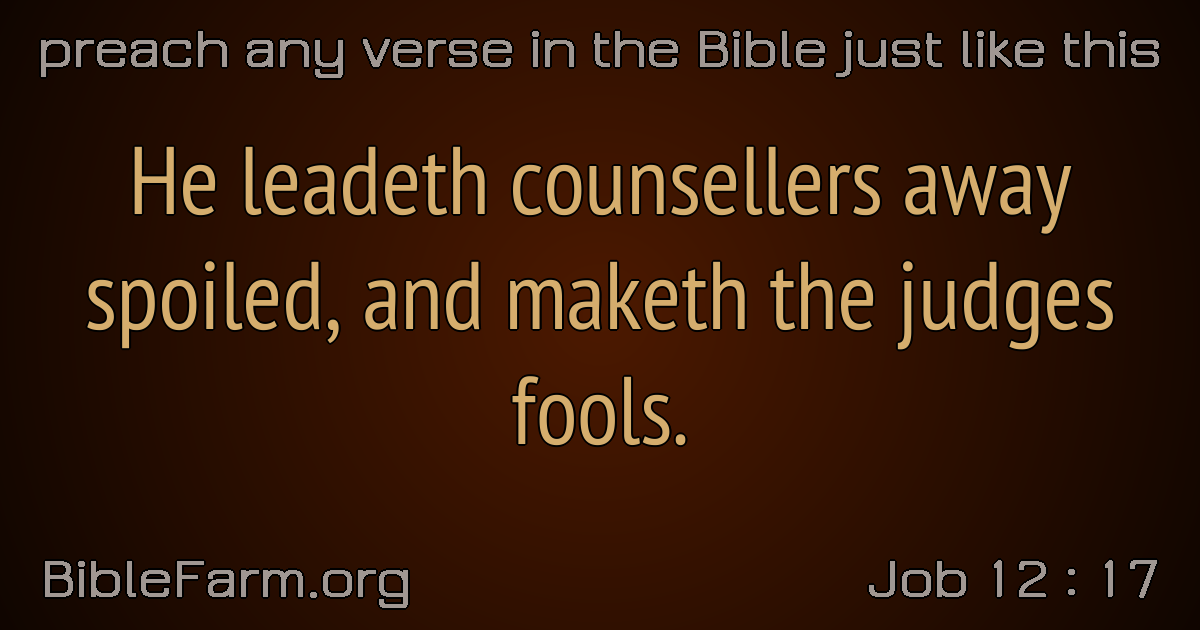 preach any verse in the Bible just like this
He leadeth counsellers away
spoiled, and maketh the judges
fools.
BibleFarm.org
Job 12 : 17